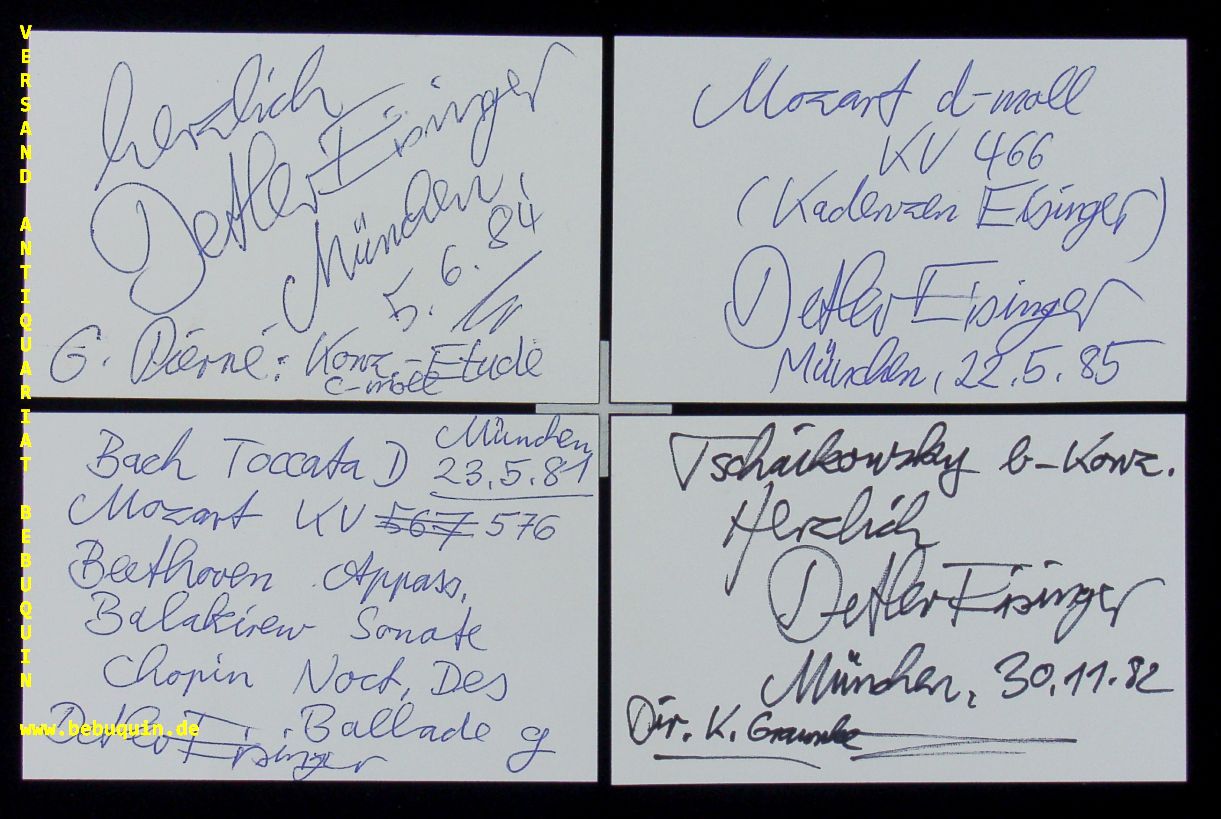 VERSAND ANTIQUARIAT BEBUQUIN
herzlich
Detlev Eisinger
München,
5.6.84
G. Pierné: Konz.-Etude
c-moll
Mozart d-moll
KV 466
(Kadenzen Eisinger)
Detlev Eisinger
München, 22.5.85
München
Bach Toccata D 23.5.81
Mozart KV 567 576
Beethoven Appass.
Balakirew Sonate
Chopin Noct. Des
Ballade g
Detlev Eisinger
www.bebuquin.de
Tschaikowsky b-Konz.
Herzlich
Detlev Eisinger
München, 30.11.82
Dir. K. Graunke